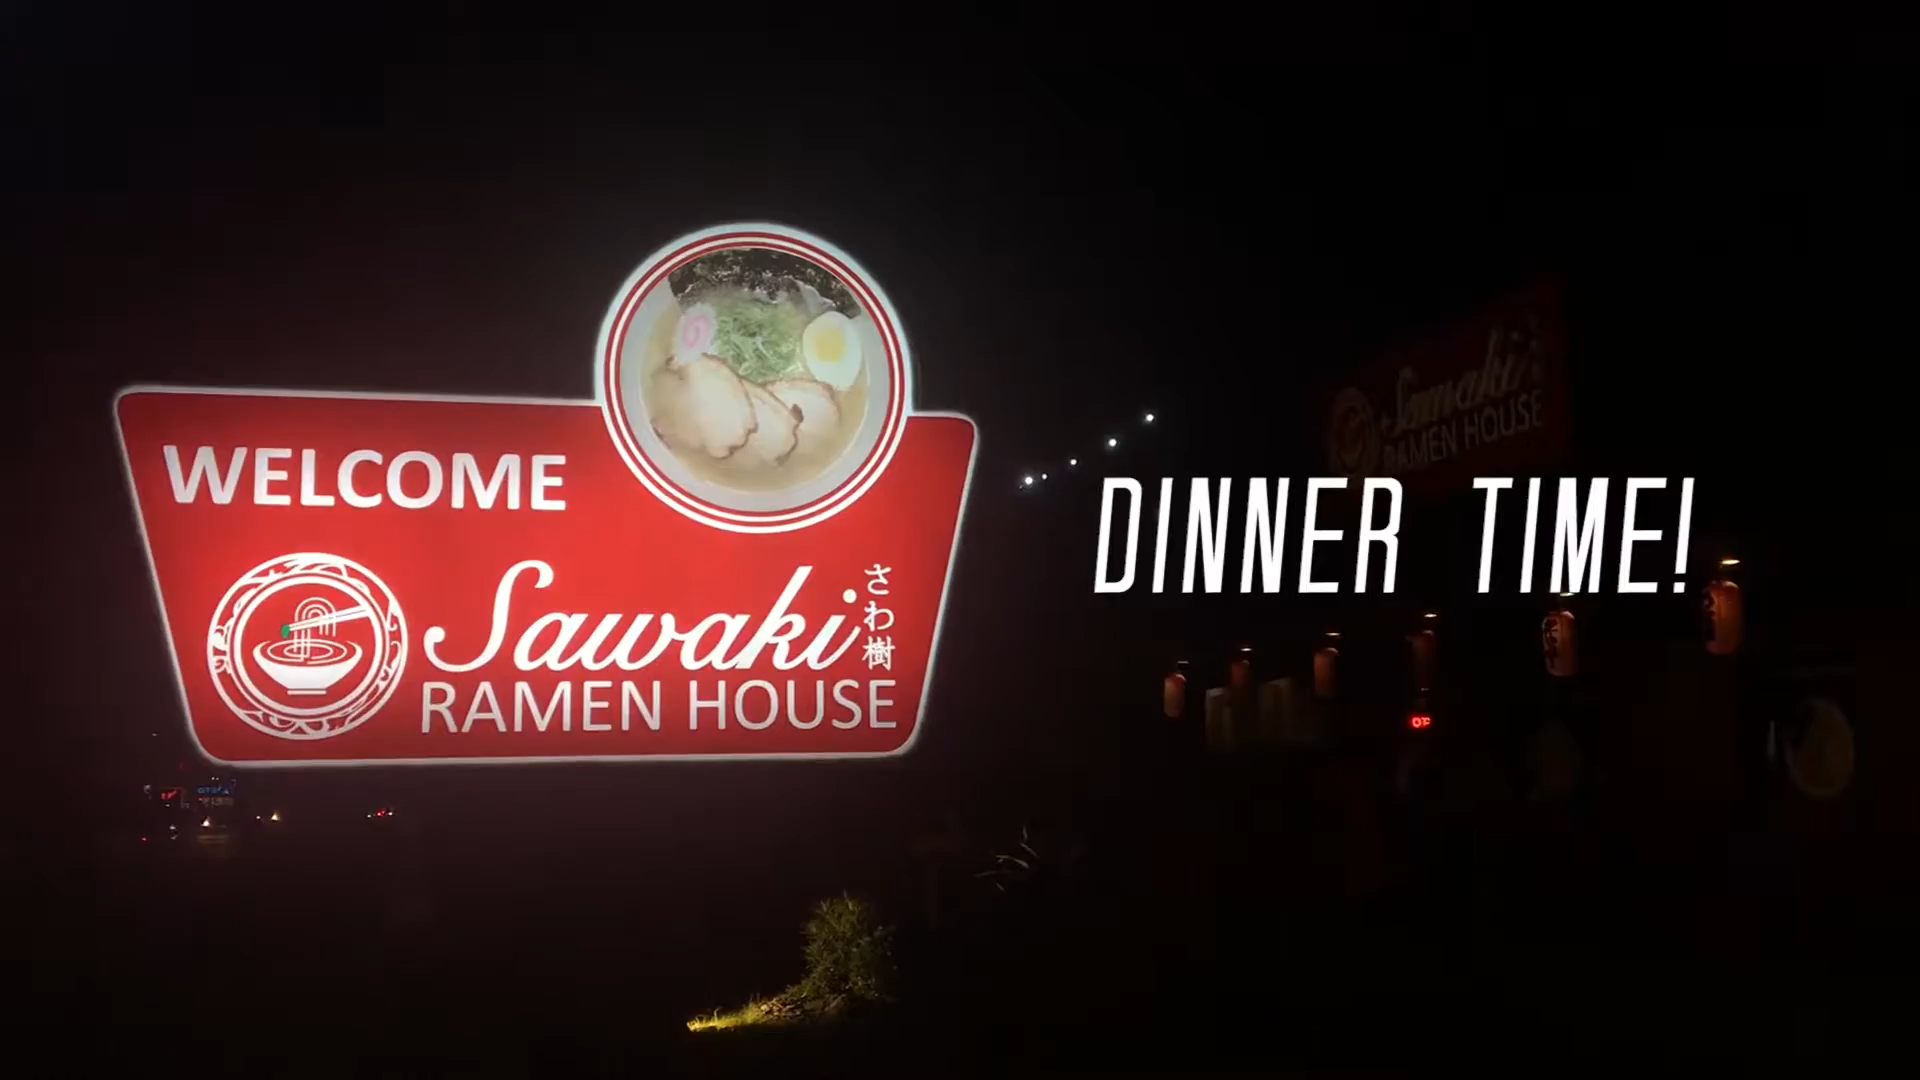 WELCOME
Sawaki
さわ樹
RAMEN HOUSE
DINNER TIME!
Sawaki
RAMEN HOUSE